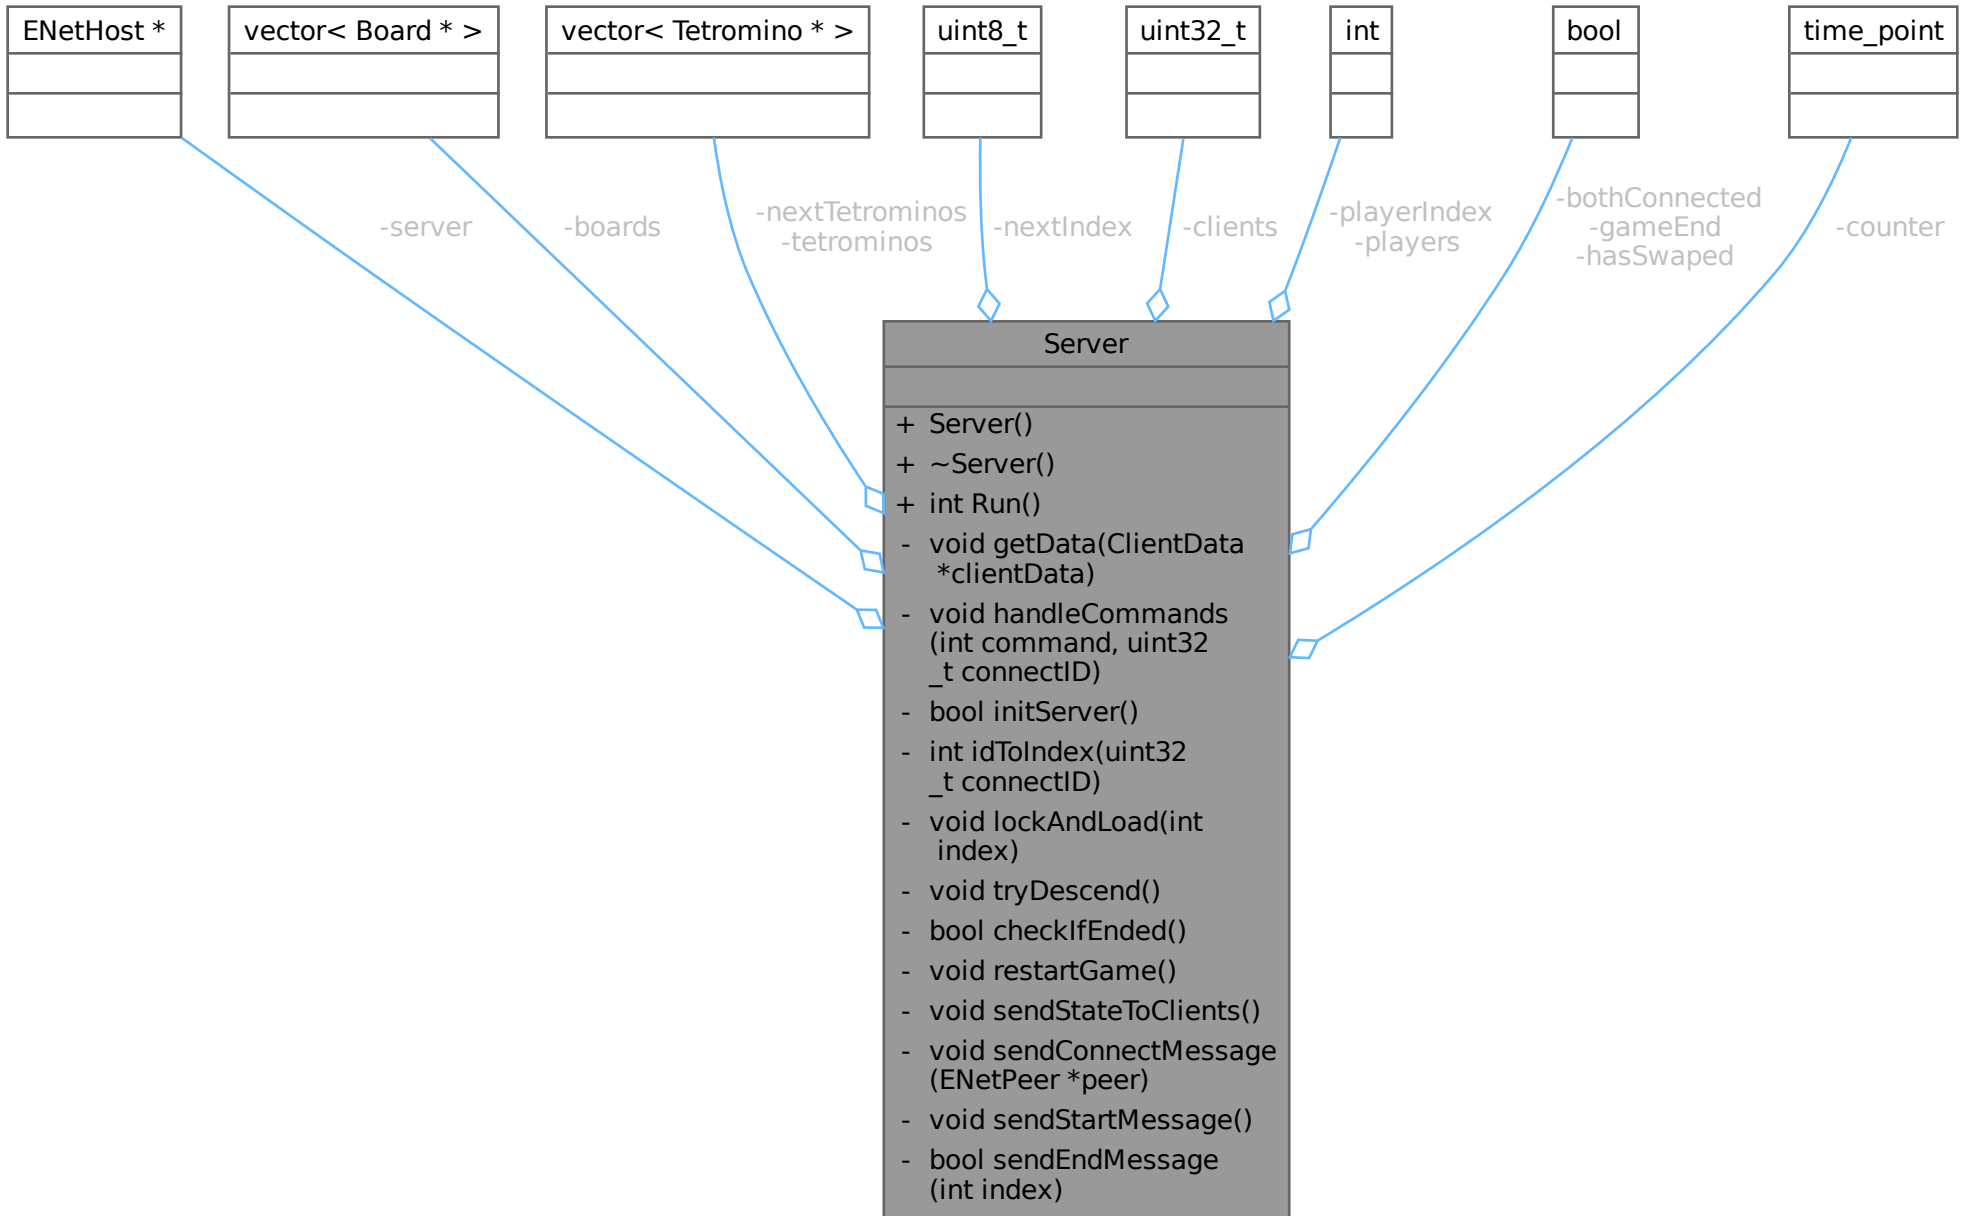 ENetHost *
vector< Board * >
vector< Tetromino * >
uint8_t
uint32_t
int
bool
time_point
-server
-boards
-nextTetrominos
-tetrominos
-nextIndex
-clients
-playerIndex
-players
-bothConnected
-gameEnd
-hasSwaped
-counter
Server
+ Server()
+ ~Server()
+ int Run()
- void getData(ClientData
*clientData)
- void handleCommands
(int command, uint32
_t connectID)
- bool initServer()
- int idToIndex(uint32
_t connectID)
- void lockAndLoad(int
index)
- void tryDescend()
- bool checkIfEnded()
- void restartGame()
- void sendStateToClients()
- void sendConnectMessage
(ENetPeer *peer)
- void sendStartMessage()
- bool sendEndMessage
(int index)